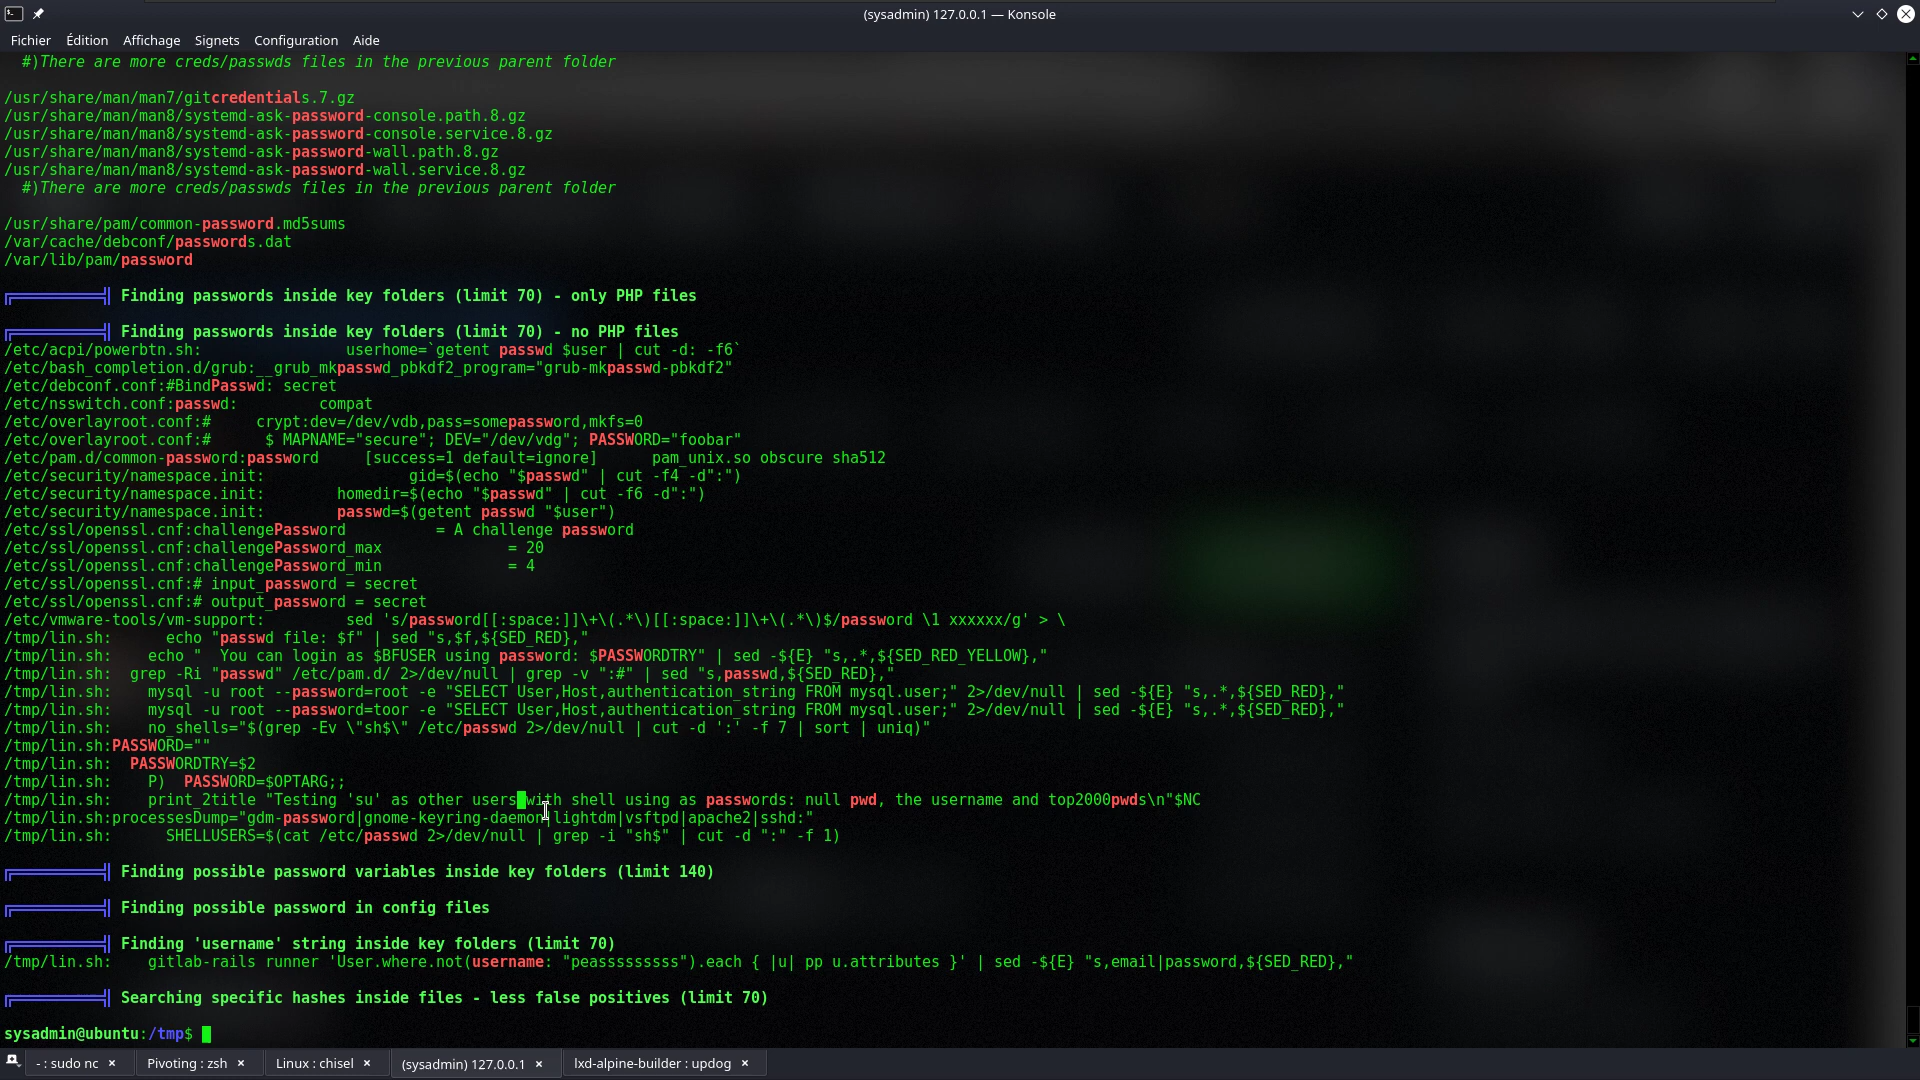 (sysadmin) 127.0.0.1 — Konsole
Fichier Édition Affichage Signets Configuration Aide
#)There are more creds/passwds files in the previous parent folder
/usr/share/man/man7/gitcredentials.7.gz
/usr/share/man/man8/systemd-ask-password-console.path.8.gz
/usr/share/man/man8/systemd-ask-password-console.service.8.gz
/usr/share/man/man8/systemd-ask-password-wall.path.8.gz
/usr/share/man/man8/systemd-ask-password-wall.service.8.gz
#)There are more creds/passwds files in the previous parent folder
/usr/share/pam/common-password.md5sums
/var/cache/debconf/passwords.dat
/var/lib/pam/password
╔══════════╣ Finding passwords inside key folders (limit 70) - only PHP files
╔══════════╣ Finding passwords inside key folders (limit 70) - no PHP files
/etc/acpi/powerbtn.sh:                userhome=`getent passwd $user | cut -d: -f6`
/etc/bash_completion.d/grub:__grub_mkpasswd_pbkdf2_program="grub-mkpasswd-pbkdf2"
/etc/debconf.conf:#BindPasswd: secret
/etc/nsswitch.conf:passwd:         compat
/etc/overlayroot.conf:#     crypt:dev=/dev/vdb,pass=somepassword,mkfs=0
/etc/overlayroot.conf:#      $ MAPNAME="secure"; DEV="/dev/vdg"; PASSWORD="foobar"
/etc/pam.d/common-password:password     [success=1 default=ignore]      pam_unix.so obscure sha512
/etc/security/namespace.init:                gid=$(echo "$passwd" | cut -f4 -d":")
/etc/security/namespace.init:        homedir=$(echo "$passwd" | cut -f6 -d":")
/etc/security/namespace.init:        passwd=$(getent passwd "$user")
/etc/ssl/openssl.cnf:challengePassword          = A challenge password
/etc/ssl/openssl.cnf:challengePassword_max              = 20
/etc/ssl/openssl.cnf:challengePassword_min              = 4
/etc/ssl/openssl.cnf:# input_password = secret
/etc/ssl/openssl.cnf:# output_password = secret
/etc/vmware-tools/vm-support:         sed 's/password[[:space:]]\+\(.*\)[[:space:]]\+\(.*\)$/password \1 xxxxxx/g' > \
/tmp/lin.sh:      echo "passwd file: $f" | sed "s,$f,${SED_RED},"
/tmp/lin.sh:    echo "  You can login as $BFUSER using password: $PASSWORDTRY" | sed -${E} "s,.*,${SED_RED_YELLOW},"
/tmp/lin.sh:  grep -Ri "passwd" /etc/pam.d/ 2>/dev/null | grep -v ":#" | sed "s,passwd,${SED_RED},"
/tmp/lin.sh:    mysql -u root --password=root -e "SELECT User,Host,authentication_string FROM mysql.user;" 2>/dev/null | sed -${E} "s,.*,${SED_RED},"
/tmp/lin.sh:    mysql -u root --password=toor -e "SELECT User,Host,authentication_string FROM mysql.user;" 2>/dev/null | sed -${E} "s,.*,${SED_RED},"
/tmp/lin.sh:    no_shells="$(grep -Ev \"sh$\" /etc/passwd 2>/dev/null | cut -d ':' -f 7 | sort | uniq)"
/tmp/lin.sh:PASSWORD=""
/tmp/lin.sh:  PASSWORDTRY=$2
/tmp/lin.sh:    P)  PASSWORD=$OPTARG;;
/tmp/lin.sh:    print_2title "Testing 'su' as other users with shell using as passwords: null pwd, the username and top2000pwds\n"$NC
/tmp/lin.sh:processesDump="gdm-password|gnome-keyring-daemon|lightdm|vsftpd|apache2|sshd:"
/tmp/lin.sh:      SHELLUSERS=$(cat /etc/passwd 2>/dev/null | grep -i "sh$" | cut -d ":" -f 1)
╔══════════╣ Finding possible password variables inside key folders (limit 140)
╔══════════╣ Finding possible password in config files
╔══════════╣ Finding 'username' string inside key folders (limit 70)
/tmp/lin.sh:    gitlab-rails runner 'User.where.not(username: "peasssssssss").each { |u| pp u.attributes }' | sed -${E} "s,email|password,${SED_RED},"
╔══════════╣ Searching specific hashes inside files - less false positives (limit 70)
sysadmin@ubuntu:/tmp$
- : sudo nc × Pivoting : zsh × Linux : chisel × (sysadmin) 127.0.0.1 × lxd-alpine-builder : updog ×